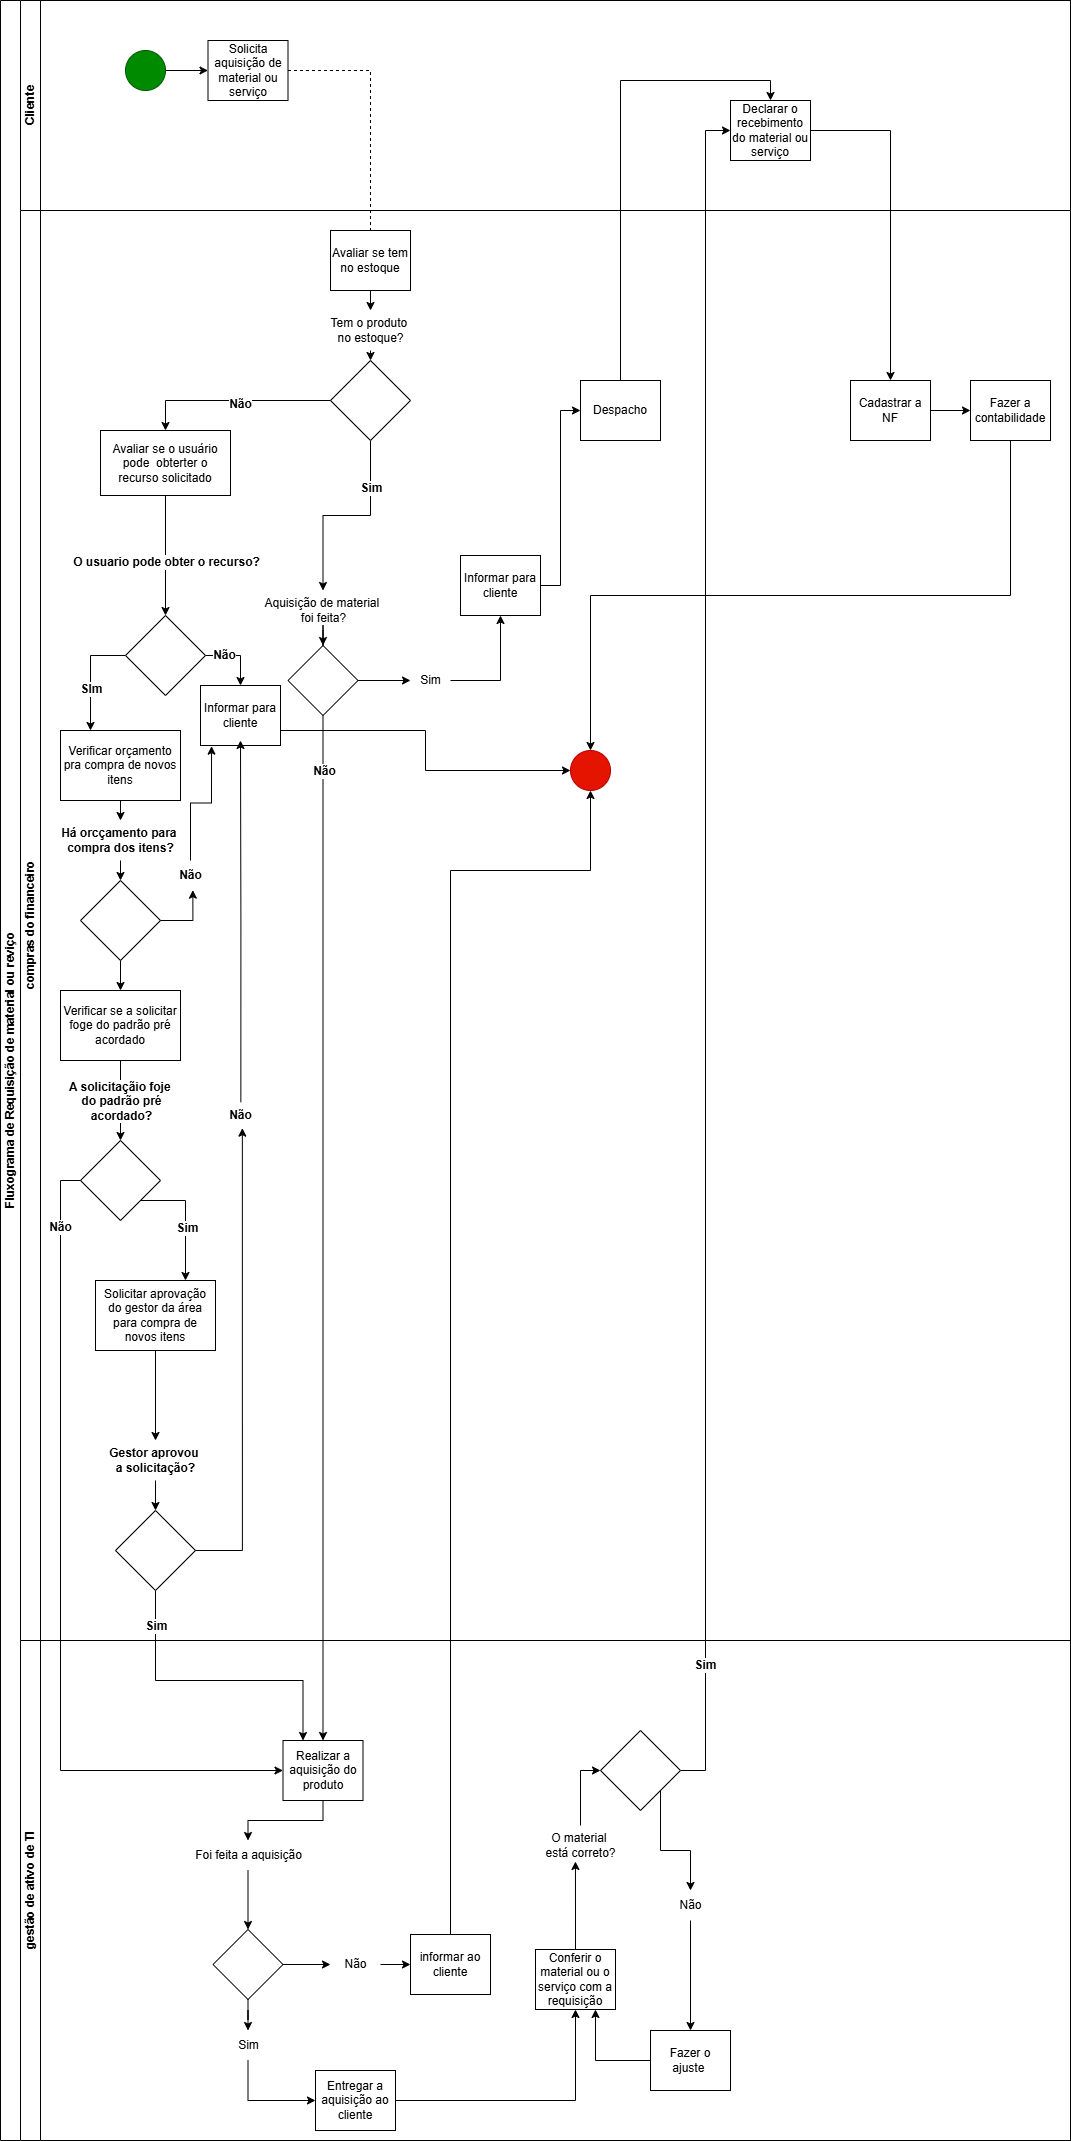 Fluxograma de Requisição de material ou reviço
Cliente
Solicita
aquisição de
material ou
serviço
Declarar o
recebimento
do material ou
serviço
compras do financeiro
Avaliar se tem
no estoque
Tem o produto
no estoque?
Não
Sim
Avaliar se o usuário
pode obterter o
recurso solicitado
Despacho
Cadastrar a
NF
Fazer a
contabilidade
O usuario pode obter o recurso?
Aquisição de material
foi feita?
Informar para
cliente
Não
Sim
Sim
Informar para
cliente
Não
Verificar orçamento
pra compra de novos
itens
Há orcçamento para
compra dos itens?
Não
Verificar se a solicitar
foge do padrão pré
acordado
A solicitaçãio foje
do padrão pré
acordado?
Não
Não
Sim
Solicitar aprovação
do gestor da área
para compra de
novos itens
Gestor aprovou
a solicitação?
Sim
gestão de ativo de TI
Sim
Realizar a
aquisição do
produto
Foi feita a aquisição
O material
está correto?
Não
Não
informar ao
cliente
Conferir o
material ou o
serviço com a
requisição
Sim
Fazer o
ajuste
Entregar a
aquisição ao
cliente